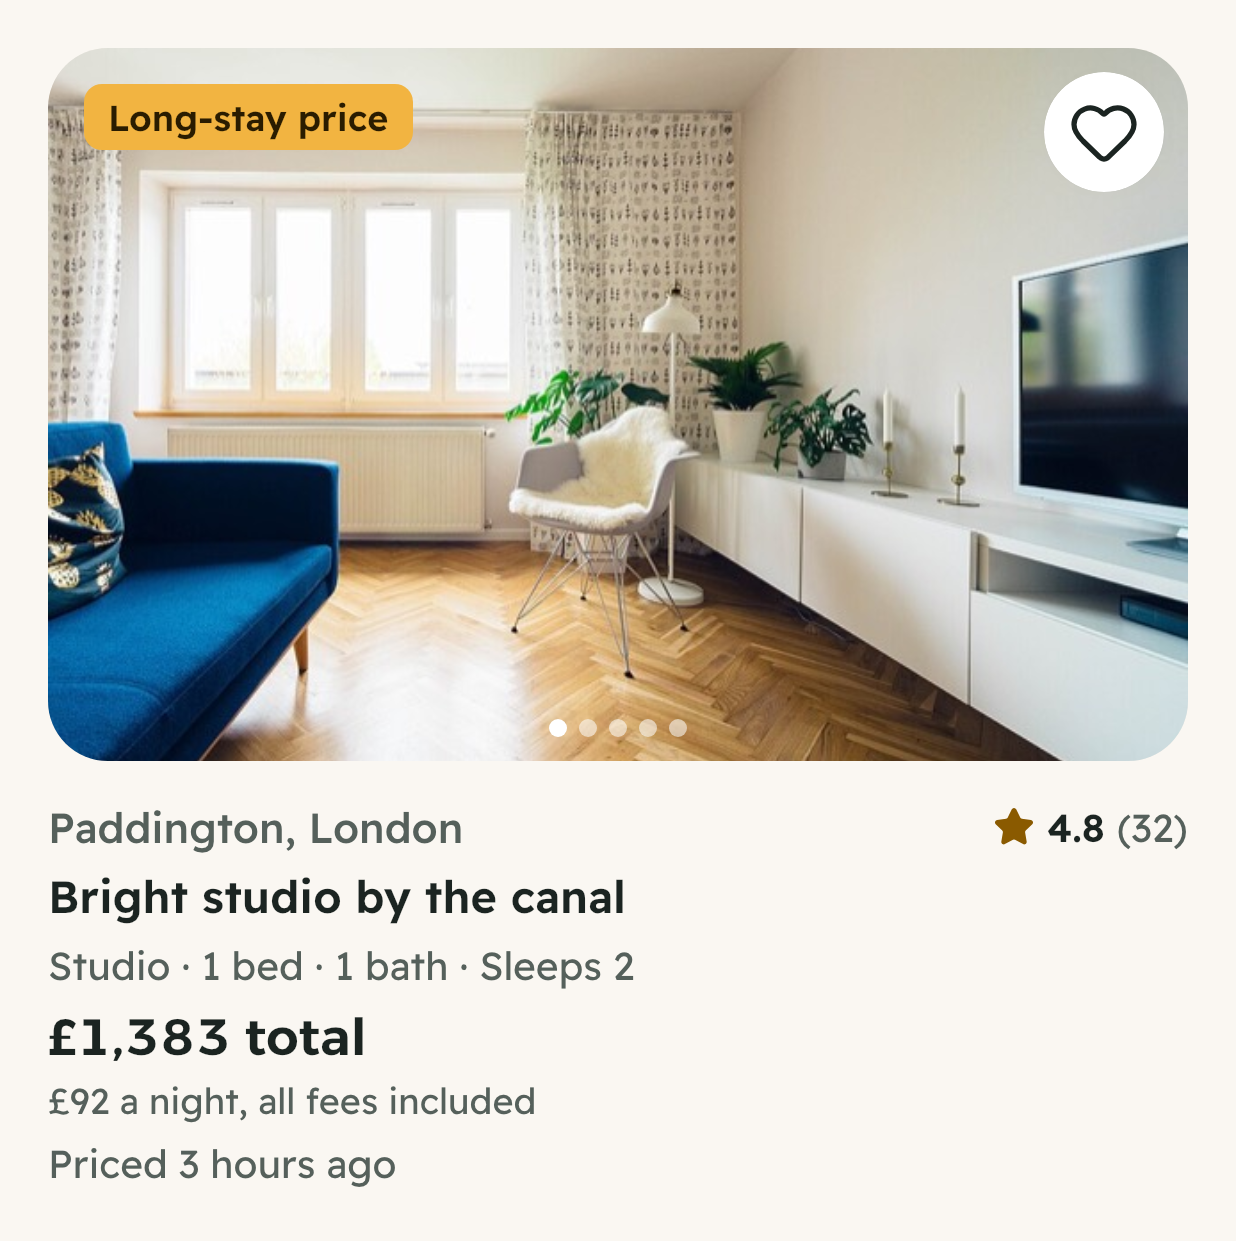 Long-stay price
Paddington, London
4.8 (32)
Bright studio by the canal
Studio · 1 bed · 1 bath · Sleeps 2
£1,383 total
£92 a night, all fees included
Priced 3 hours ago